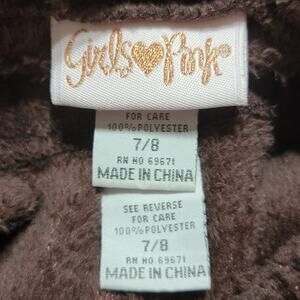 Girls Pink®
FOR CARE
100% POLYESTER
7/8
RN NO 69671
MADE IN CHINA
SEE REVERSE
FOR CARE
100% POLYESTER
7/8
RN NO 69671
MADE IN CHINA